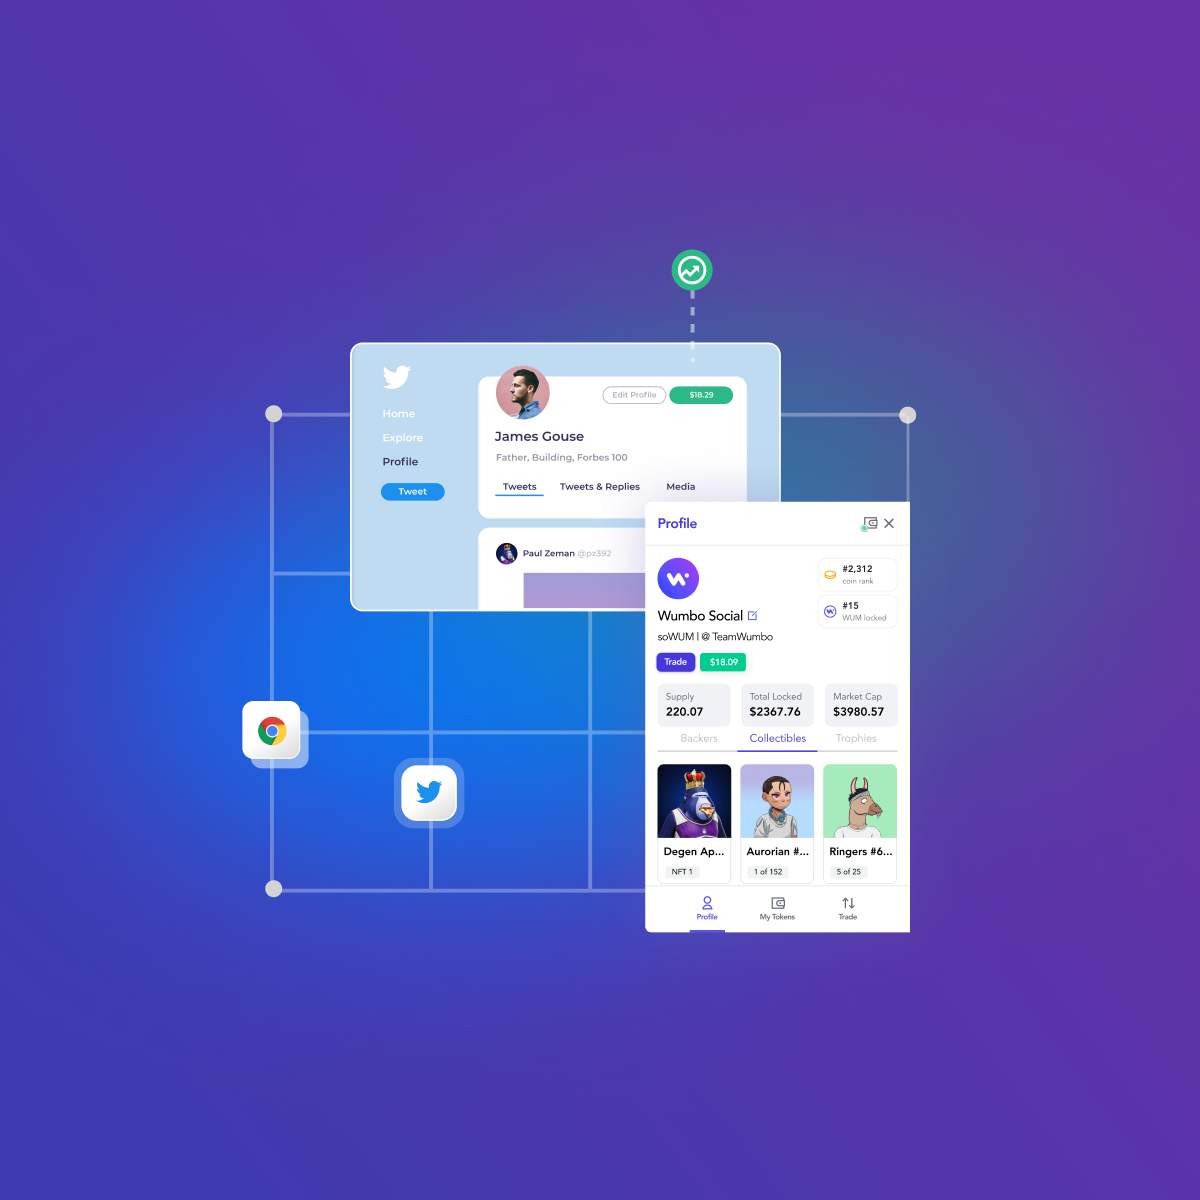 Home
Explore
Profile
Tweet
Edit Profile
$18.29
James Gouse
Father, Building, Forbes 100
Tweets
Tweets & Replies
Media
Paul Zeman @pz392
Profile
#2,312
coin rank
#15
WUM locked
Wumbo Social
soWUM | @ TeamWumbo
Trade
$18.09
Supply
220.07
Total Locked
$2367.76
Market Cap
$3980.57
Backers
Collectibles
Trophies
Degen Ap...
NFT 1
Aurorian #...
1 of 152
Ringers #6...
5 of 25
Profile
My Tokens
Trade